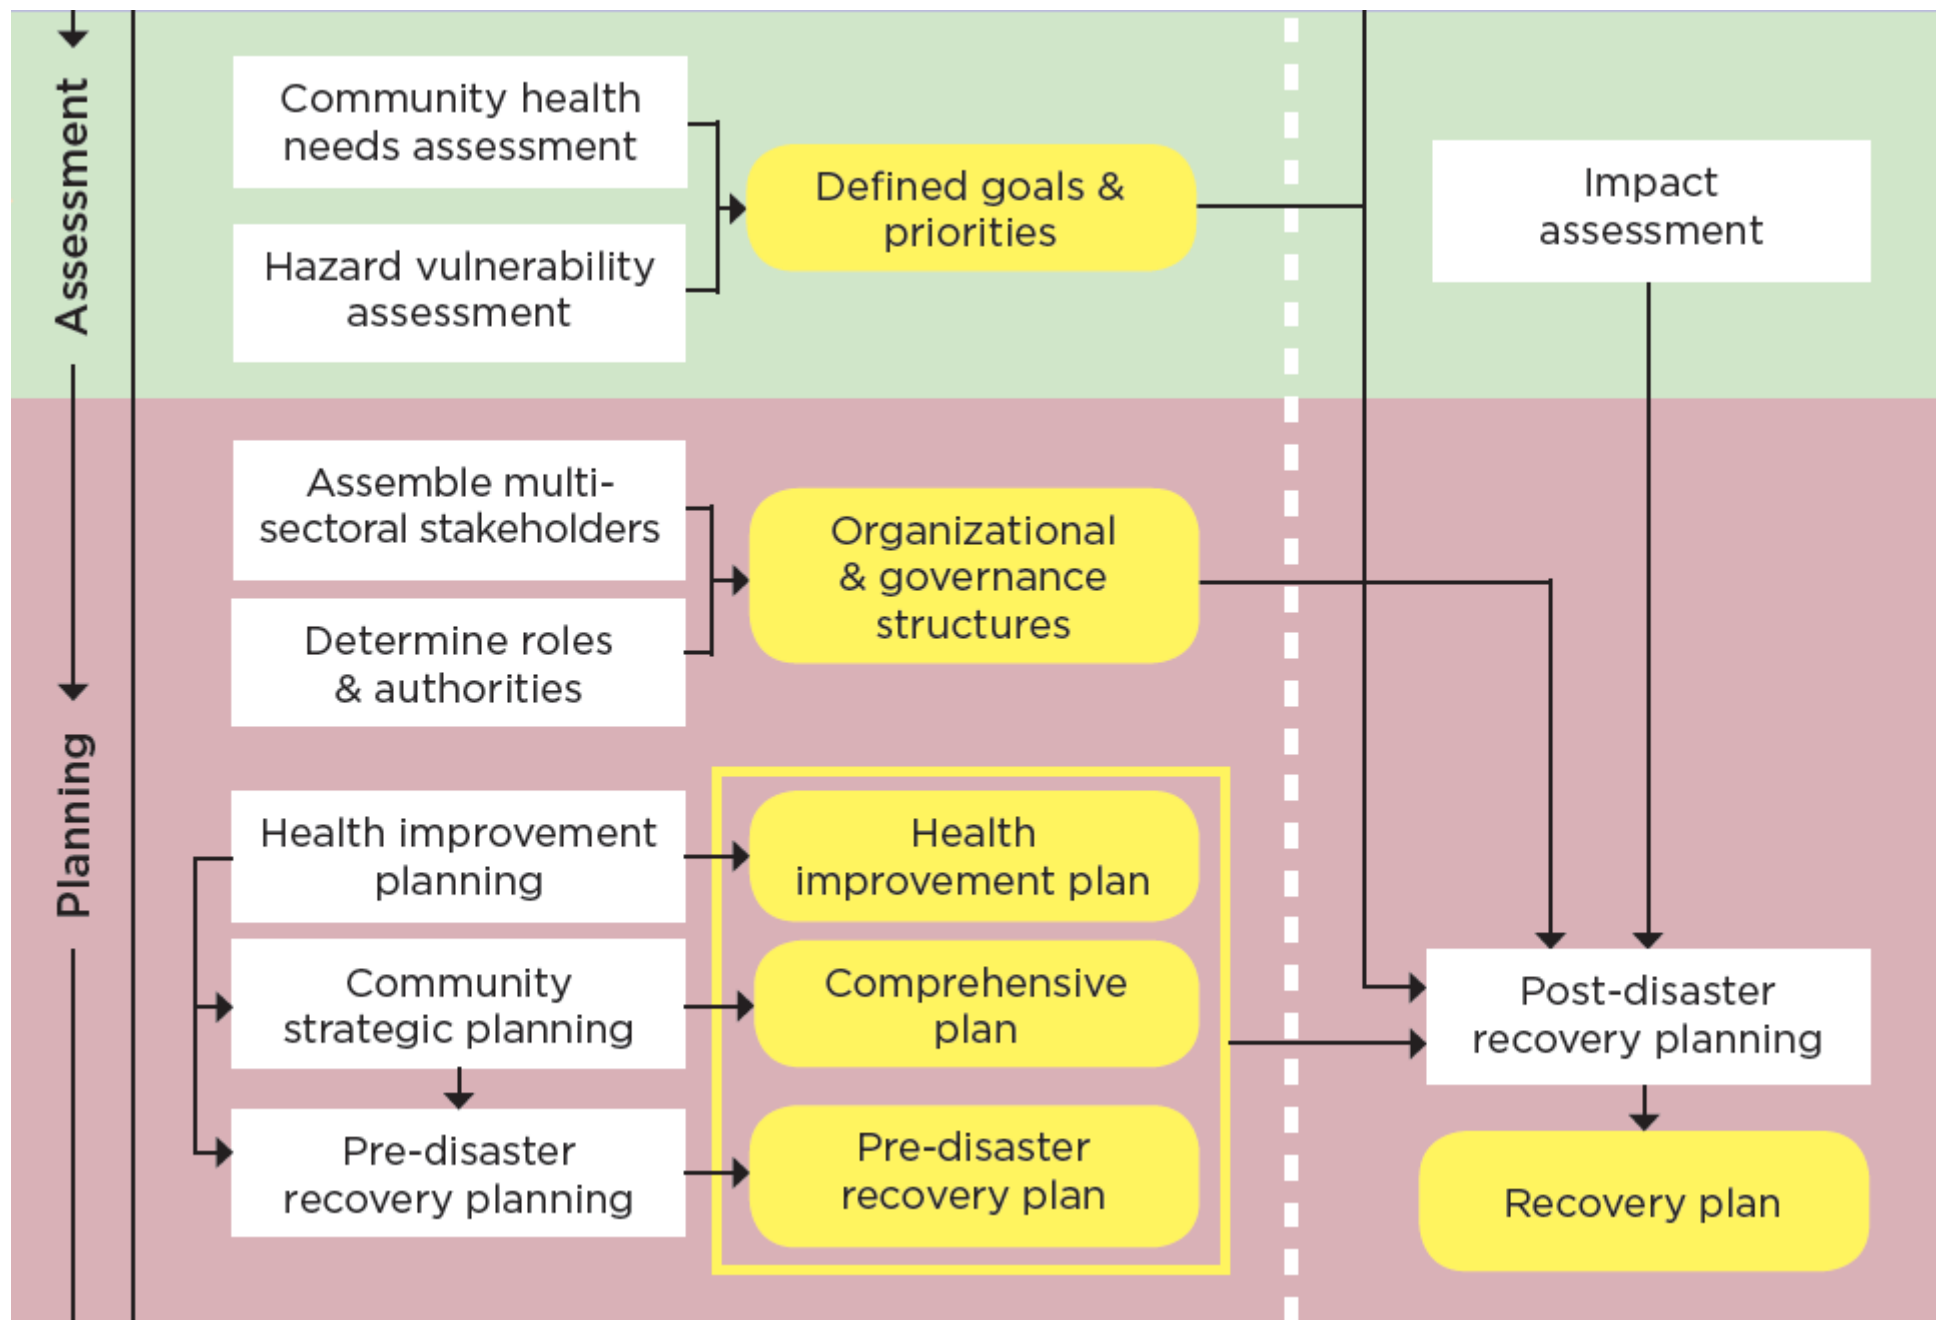 Assessment
Community health
needs assessment
Hazard vulnerability
assessment
Defined goals &
priorities
Impact
assessment
Planning
Assemble multi-
sectoral stakeholders
Determine roles
& authorities
Organizational
& governance
structures
Health improvement
planning
Health
improvement plan
Community
strategic planning
Comprehensive
plan
Pre-disaster
recovery planning
Pre-disaster
recovery plan
Post-disaster
recovery planning
Recovery plan